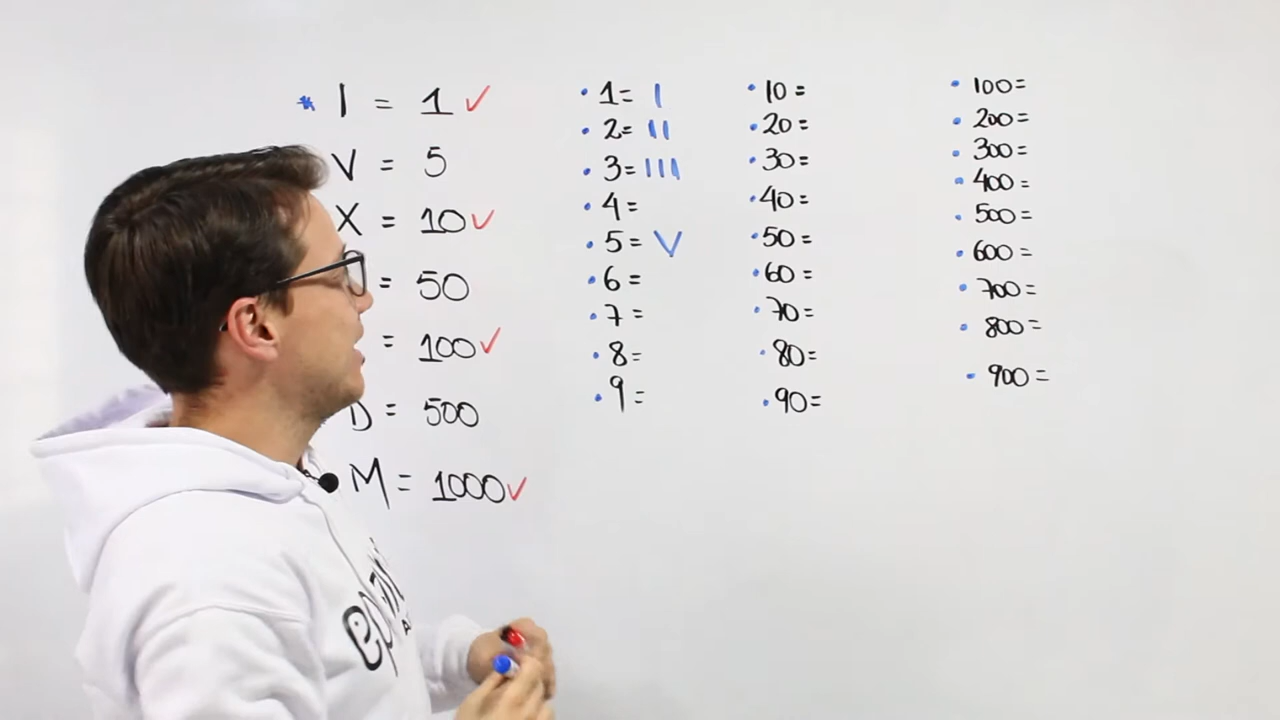 * I = 1 ✓
V = 5
X = 10 ✓
= 50
= 100 ✓
D = 500
M = 1000 ✓
• 1 = I
• 2 = II
• 3 = III
• 4 =
• 5 = V
• 6 =
• 7 =
• 8 =
• 9 =
• 10 =
• 20 =
• 30 =
• 40 =
• 50 =
• 60 =
• 70 =
• 80 =
• 90 =
• 100 =
• 200 =
• 300 =
• 400 =
• 500 =
• 600 =
• 700 =
• 800 =
• 900 =